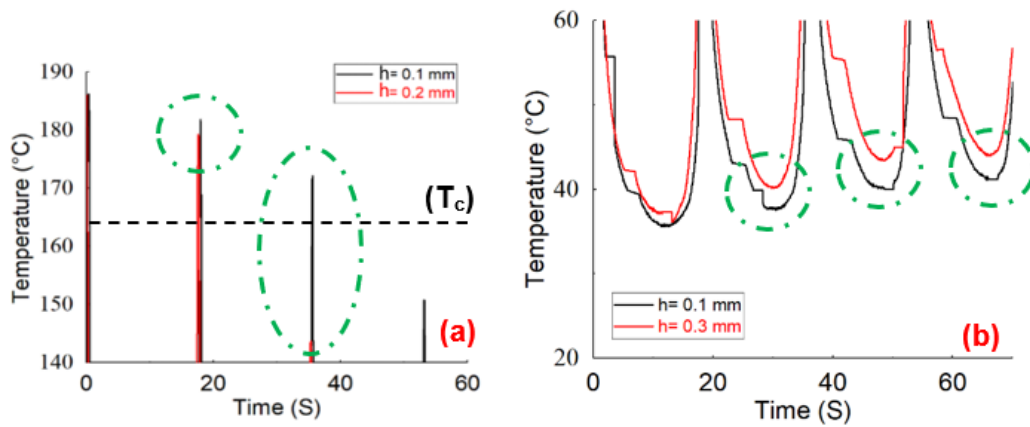 190
180
170
160
150
140
Temperature (°C)
h= 0.1 mm
h= 0.2 mm
(Tc)
(a)
0
20
40
60
Time (S)
60
40
20
Temperature (°C)
h= 0.1 mm
h= 0.3 mm
(b)
0
20
40
60
Time (S)